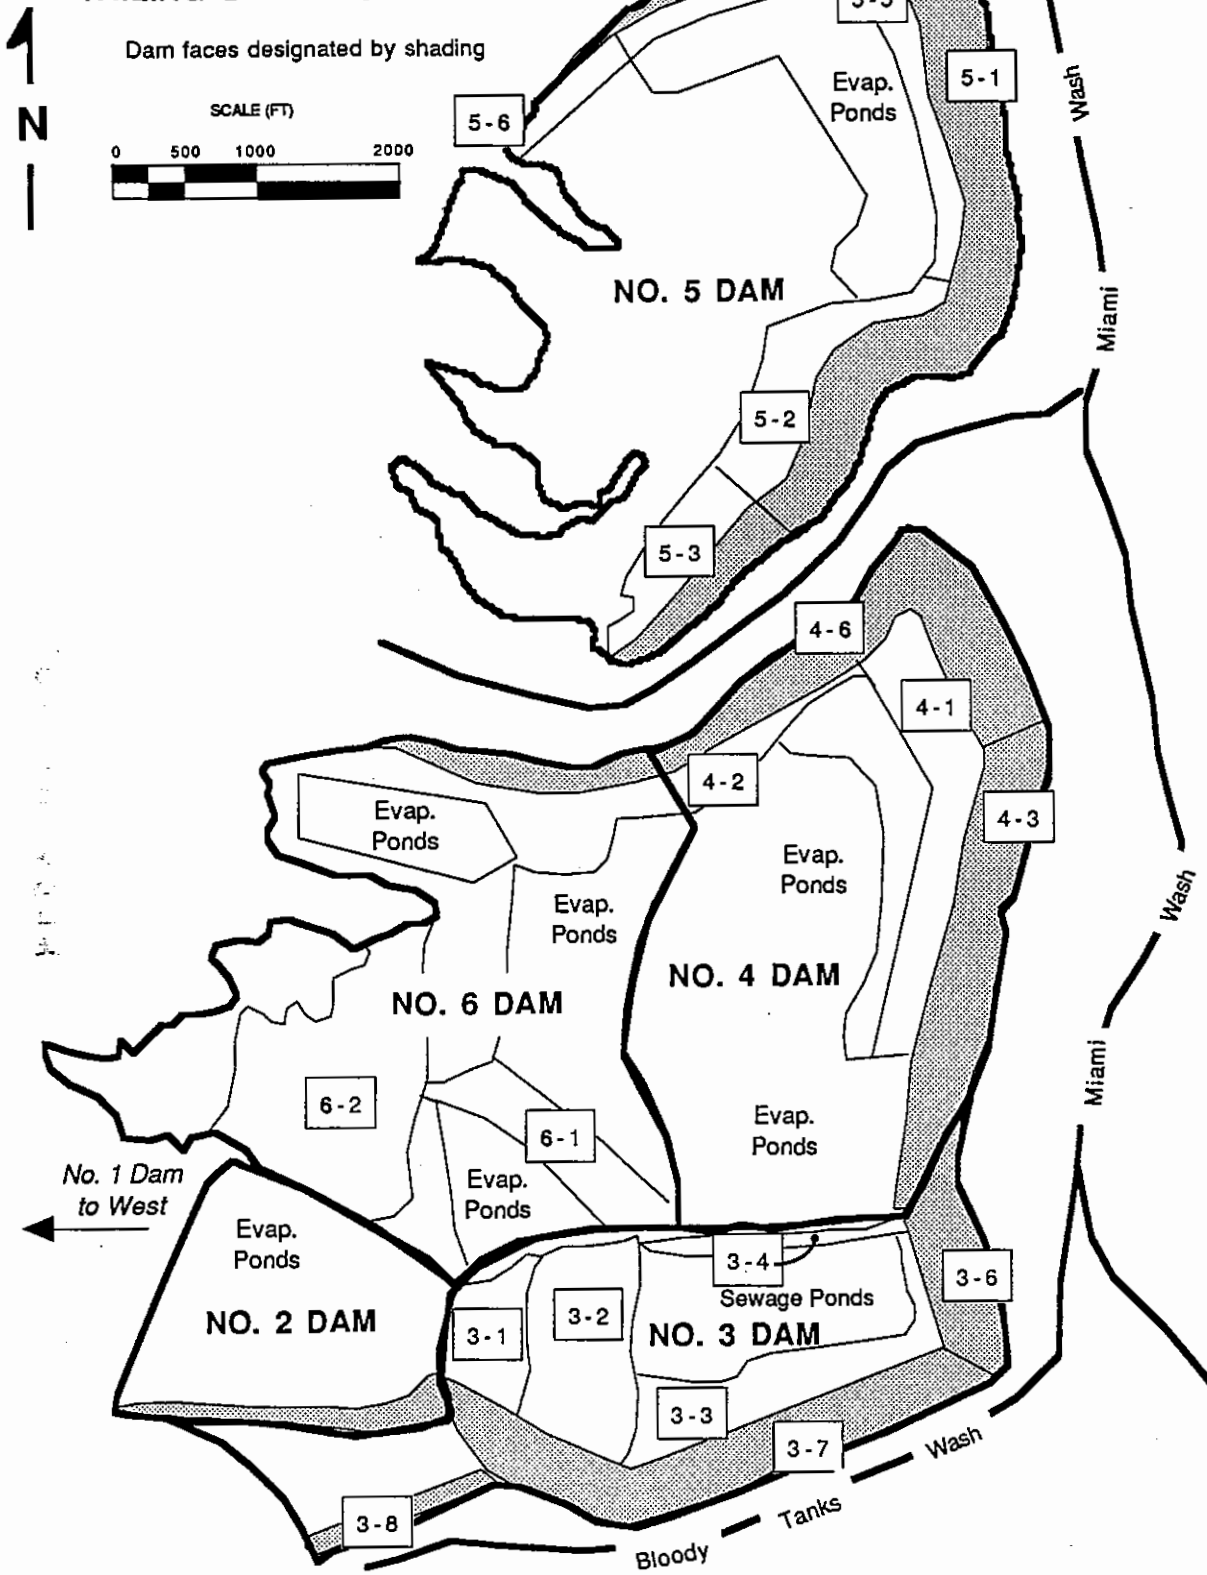 Dam faces designated by shading
N
SCALE (FT)
0 500 1000 2000
5-6
5-1
Evap.
Ponds
Wash
NO. 5 DAM
Miami
5-2
5-3
4-6
4-1
4-2
4-3
Evap.
Ponds
Evap.
Ponds
Evap.
Ponds
Wash
NO. 4 DAM
NO. 6 DAM
6-2
6-1
Evap.
Ponds
Miami
No. 1 Dam
to West
Evap.
Ponds
Evap.
Ponds
3-4
3-6
Sewage Ponds
NO. 2 DAM
3-1
3-2
NO. 3 DAM
3-3
3-7
Wash
Tanks
3-8
Bloody